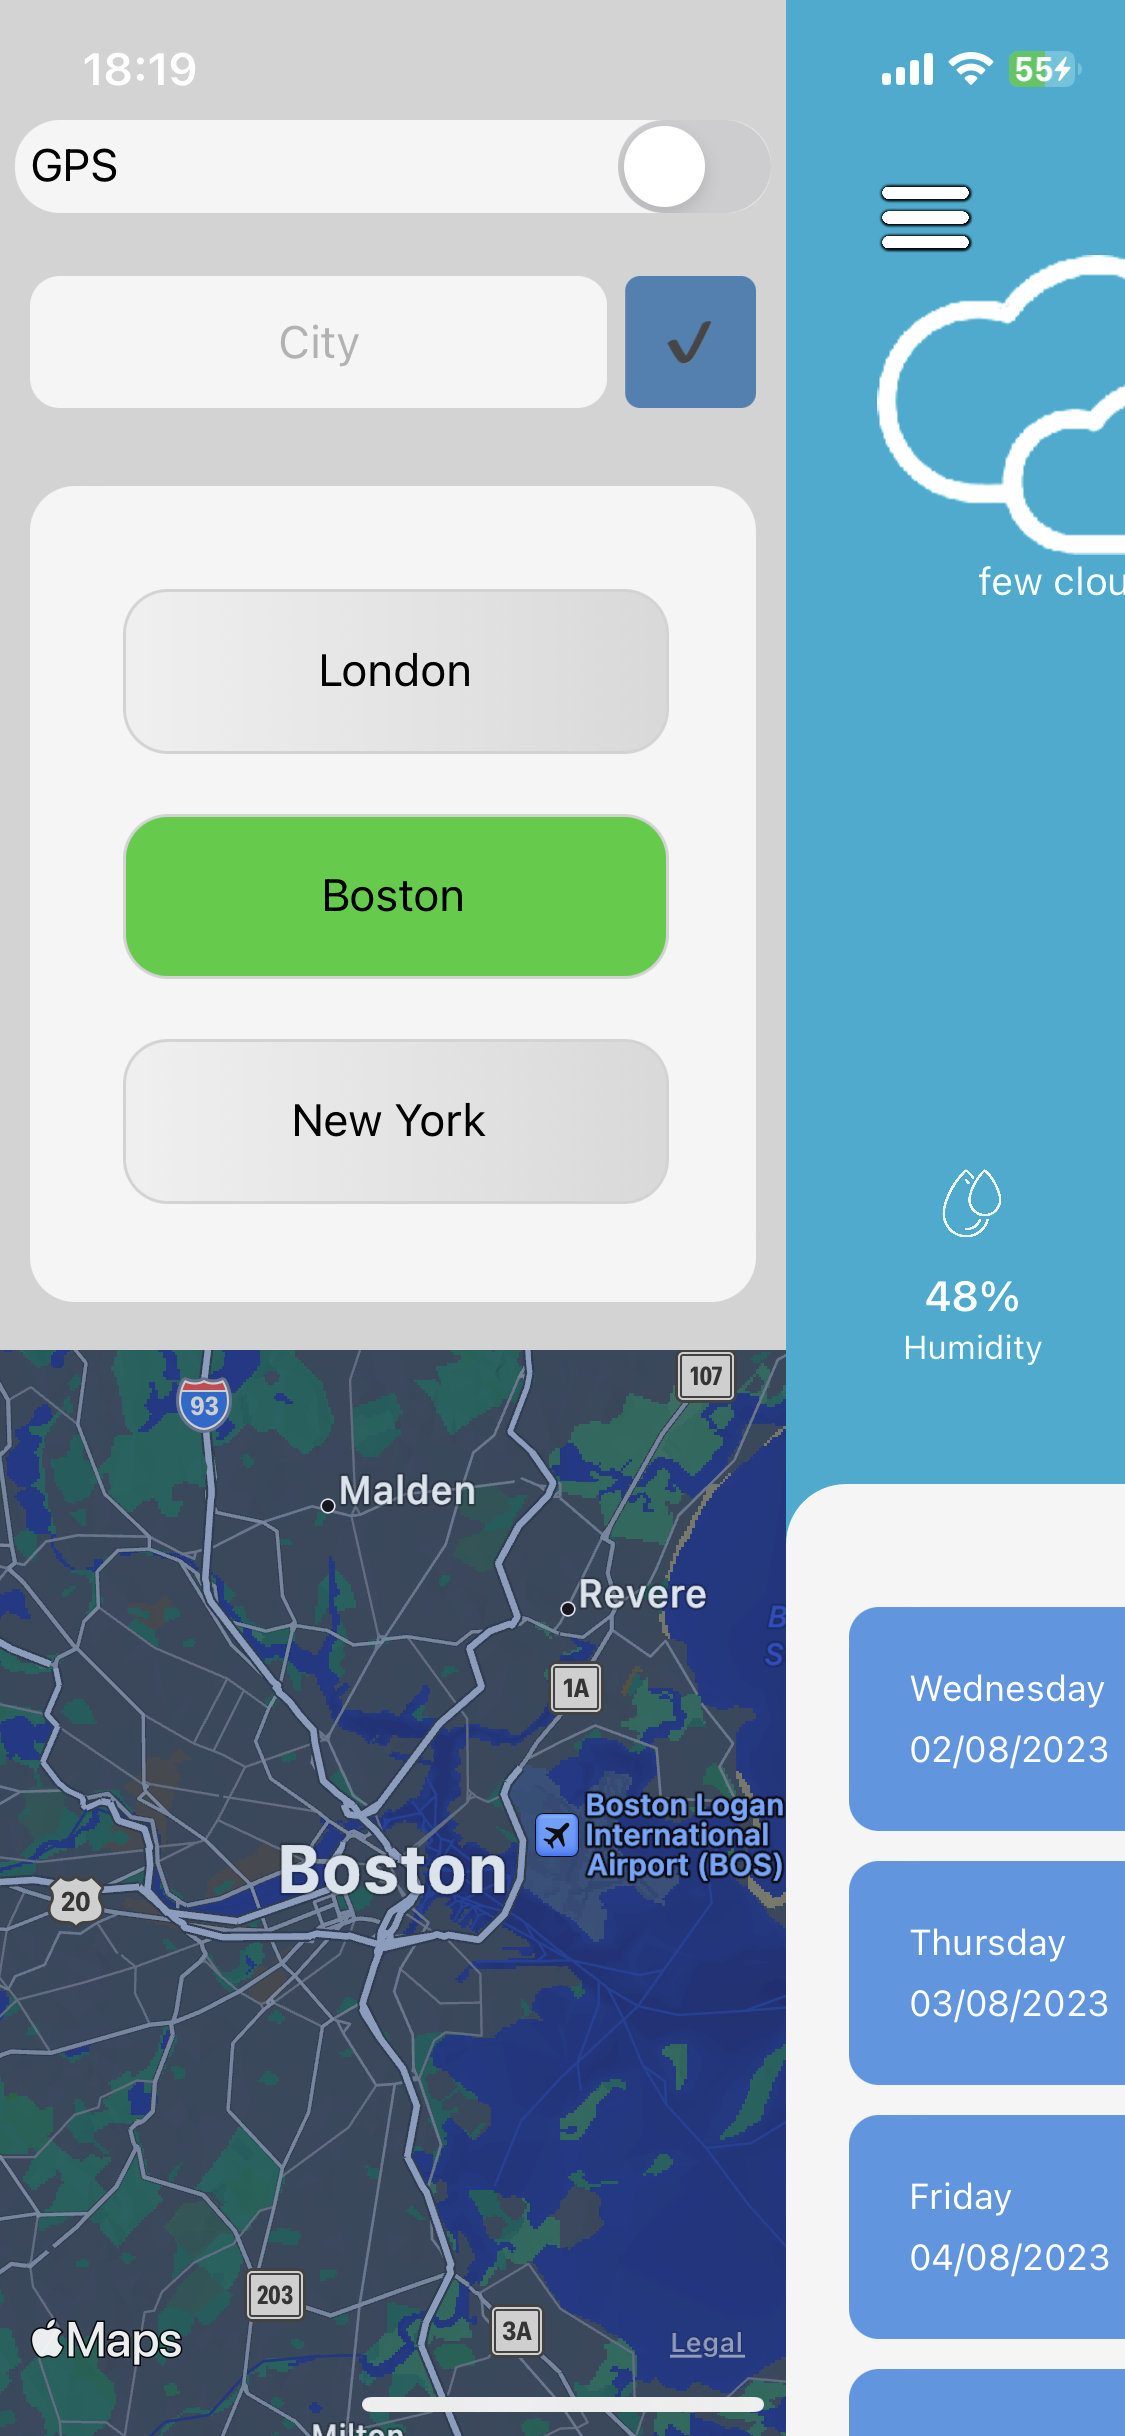 18:19
55
GPS
City
London
few clou
Boston
New York
48%
Humidity
107
93
Malden
Revere
B
S
1A
Wednesday
02/08/2023
Boston Logan
International
Airport (BOS)
Boston
20
Thursday
03/08/2023
Friday
04/08/2023
203
3A
Maps
Legal
Milton